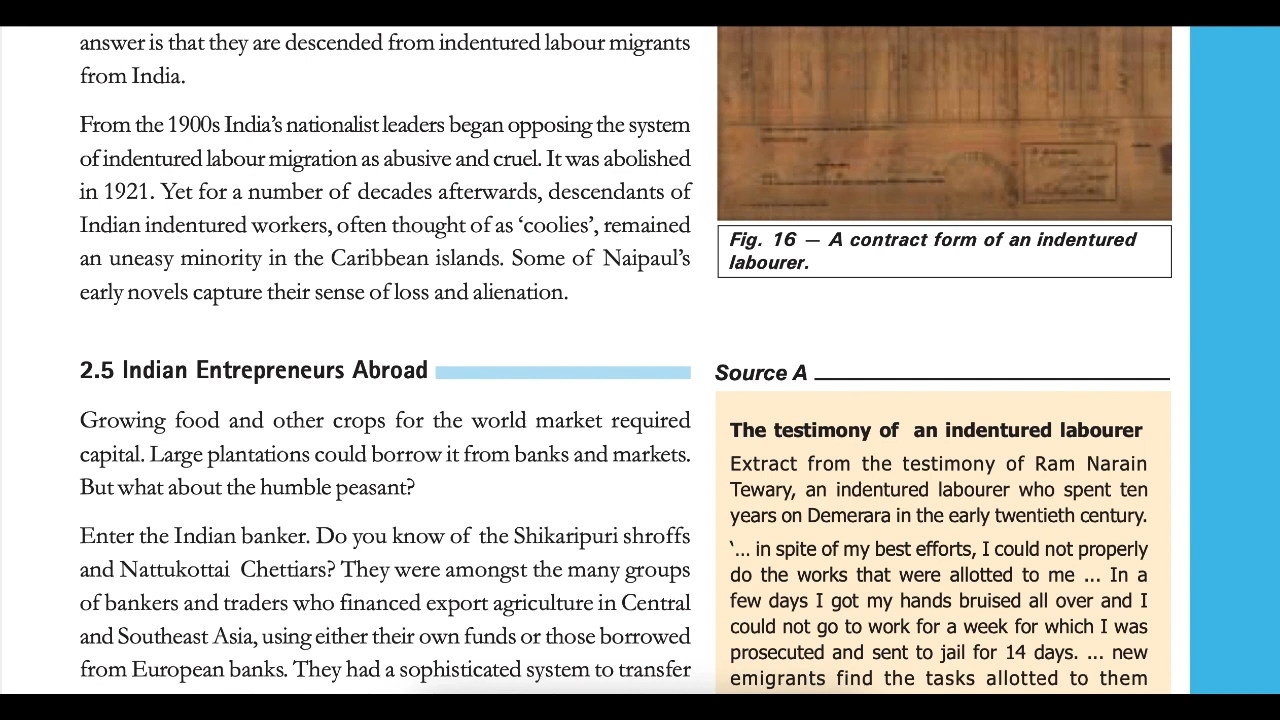 answer is that they are descended from indentured labour migrants
from India.
From the 1900s India’s nationalist leaders began opposing the system
of indentured labour migration as abusive and cruel. It was abolished
in 1921. Yet for a number of decades afterwards, descendants of
Indian indentured workers, often thought of as ‘coolies’, remained
an uneasy minority in the Caribbean islands. Some of Naipaul’s
early novels capture their sense of loss and alienation.
2.5 Indian Entrepreneurs Abroad
Growing food and other crops for the world market required
capital. Large plantations could borrow it from banks and markets.
But what about the humble peasant?
Enter the Indian banker. Do you know of the Shikaripuri shroffs
and Nattukottai Chettiars? They were amongst the many groups
of bankers and traders who financed export agriculture in Central
and Southeast Asia, using either their own funds or those borrowed
from European banks. They had a sophisticated system to transfer
Fig. 16 — A contract form of an indentured
labourer.
Source A
The testimony of an indentured labourer
Extract from the testimony of Ram Narain
Tewary, an indentured labourer who spent ten
years on Demerara in the early twentieth century.
‘... in spite of my best efforts, I could not properly
do the works that were allotted to me ... In a
few days I got my hands bruised all over and I
could not go to work for a week for which I was
prosecuted and sent to jail for 14 days. ... new
emigrants find the tasks allotted to them